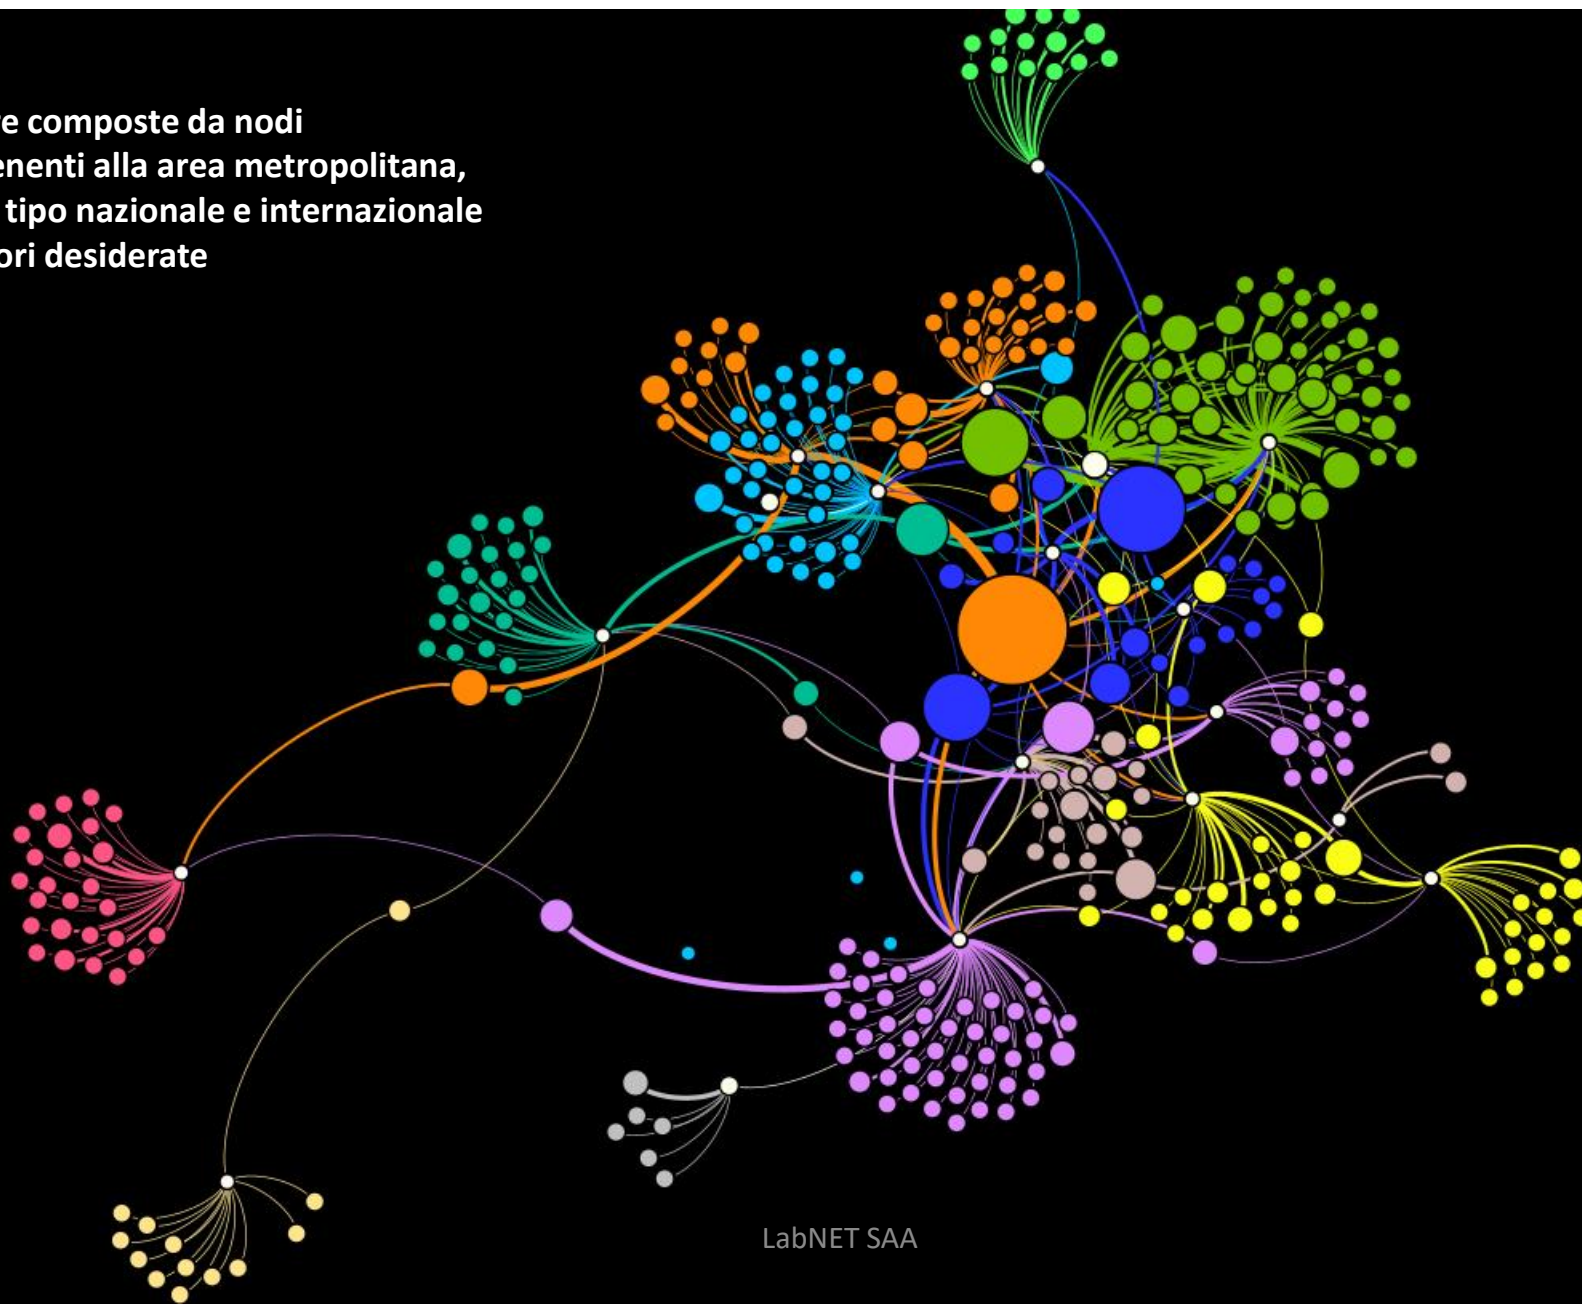 re composte da nodi
enenti alla area metropolitana,
tipo nazionale e internazionale
ori desiderate
LabNET SAA